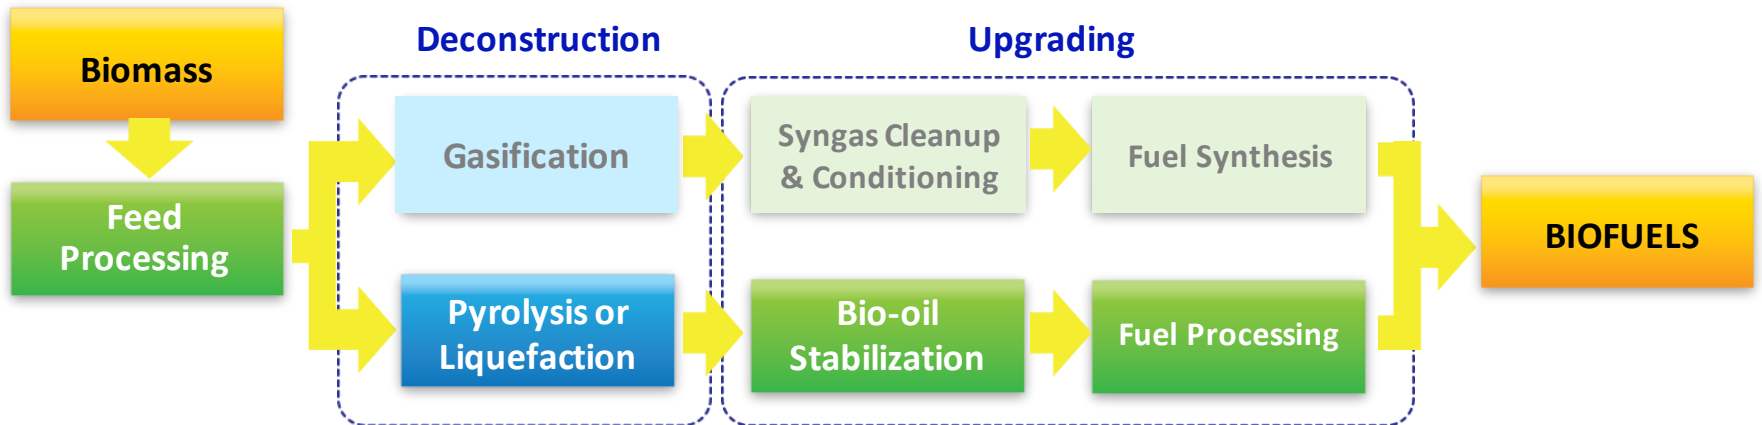 Deconstruction
Upgrading
Biomass
Feed
Processing
Gasification
Syngas Cleanup
& Conditioning
Fuel Synthesis
Pyrolysis or
Liquefaction
Bio-oil
Stabilization
Fuel Processing
BIOFUELS